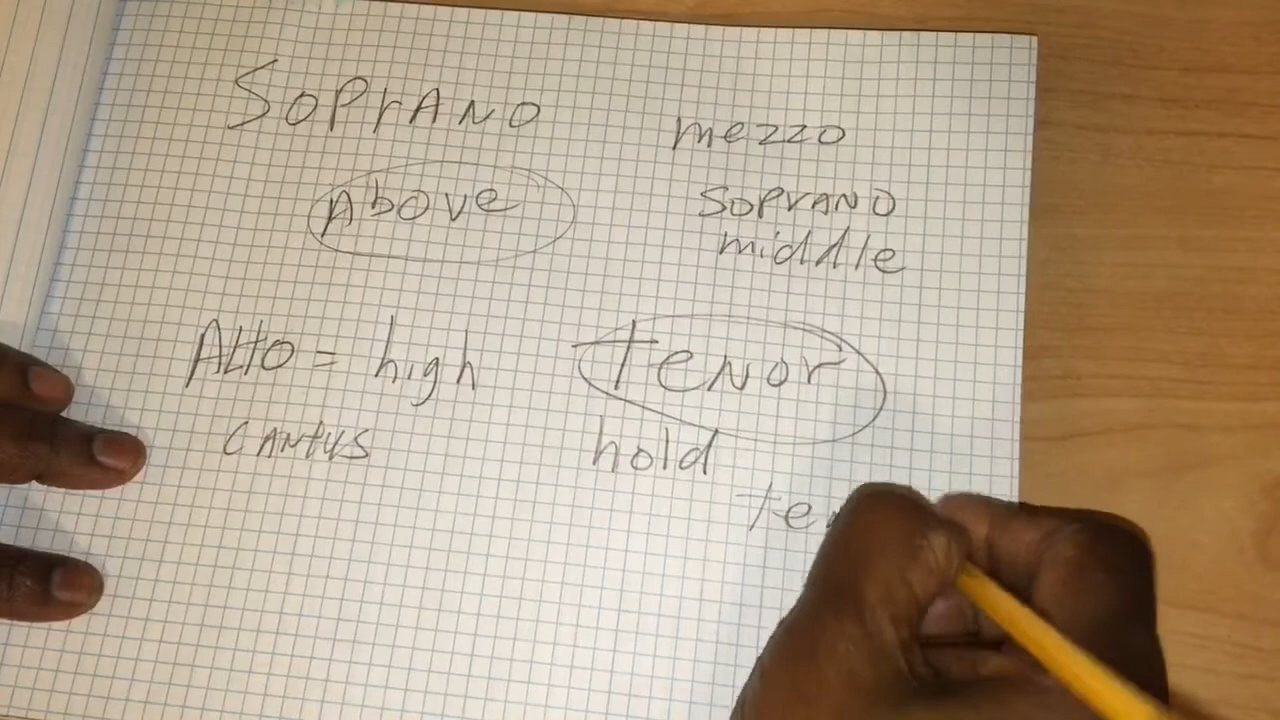 SOPrANO
Above
mezzo
SOPrANO
middle
ALtO = high
CANtUS
tENOr
hold